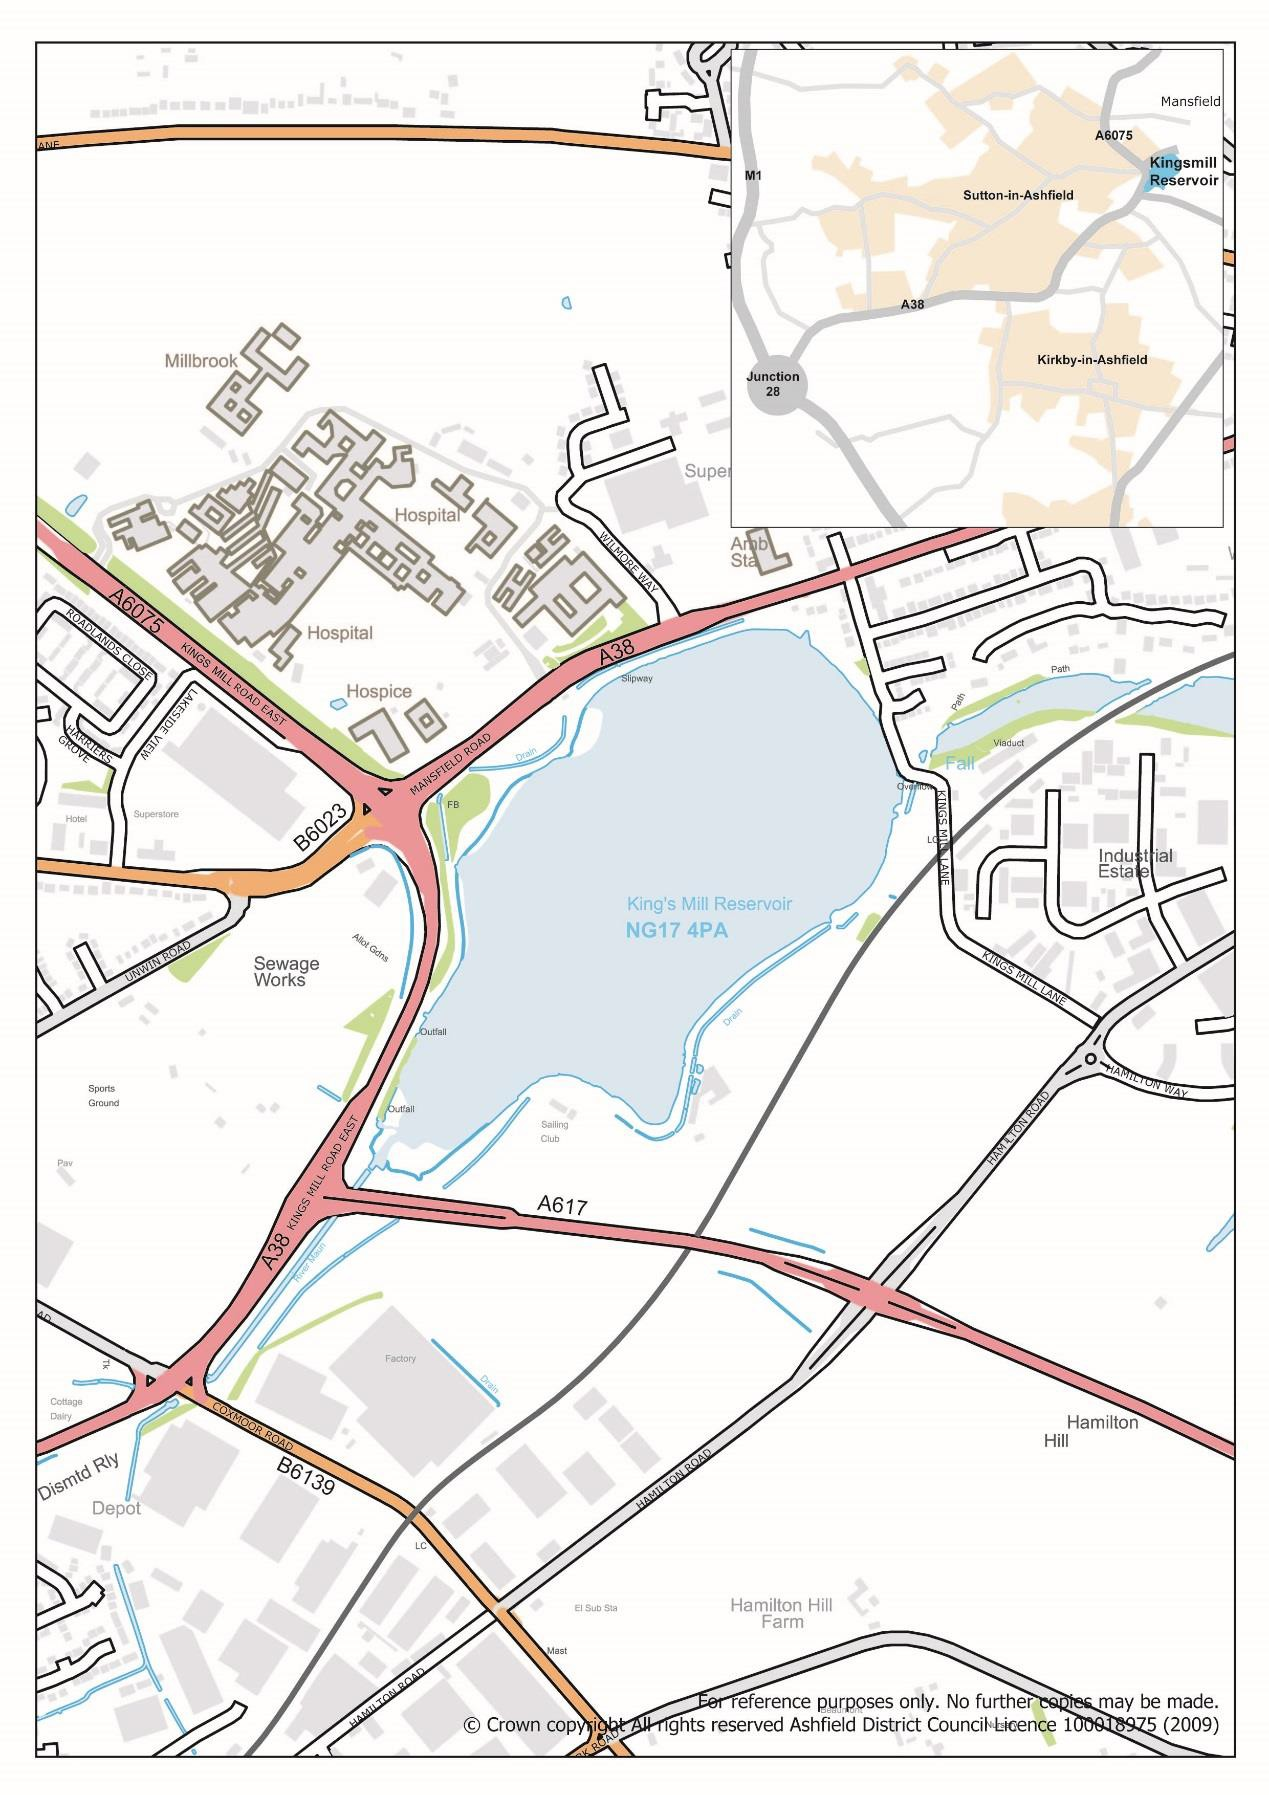 ANE
Mansfield
A6075
Kingsmill
Reservoir
M1
Sutton-in-Ashfield
A38
Kirkby-in-Ashfield
Junction
28
Millbrook
Super
Hospital
WILMORE WAY
Amb
Sta
A6075
KINGS MILL ROAD EAST
ROADLANDS CLOSE
Hospital
A38
Slipway
Path
Path
Hospice
LAKESIDE VIEW
HARRIERS
GROVE
MANSFIELD ROAD
Drain
Viaduct
Fall
Overflow
KINGS MILL LANE
FB
Hotel
Superstore
B6023
LC
Industrial
Estate
King's Mill Reservoir
NG17 4PA
Allot Gdns
UNWIN ROAD
Sewage
Works
KINGS MILL LANE
Drain
Outfall
HAMILTON WAY
Sports
Ground
Outfall
Sailing
Club
HAMILTON ROAD
Pav
KINGS MILL ROAD EAST
A38
A617
River Maun
AD
Tk
Factory
Drain
Cottage
Dairy
COXMOOR ROAD
B6139
Hamilton
Hill
Dismtd Rly
Depot
HAMILTON ROAD
LC
El Sub Sta
Hamilton Hill
Farm
Mast
HAMILTON ROAD
RK ROAD
Beaumont
Nursery
For reference purposes only. No further copies may be made.
© Crown copyright All rights reserved Ashfield District Council Licence 100018975 (2009)